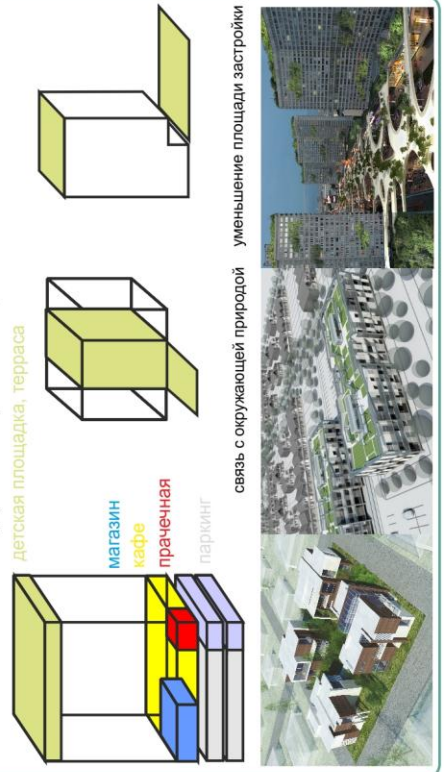 детская площадка, терраса
магазин
кафе
прачечная
паркинг
связь с окружающей природой
уменьшение площади застройки